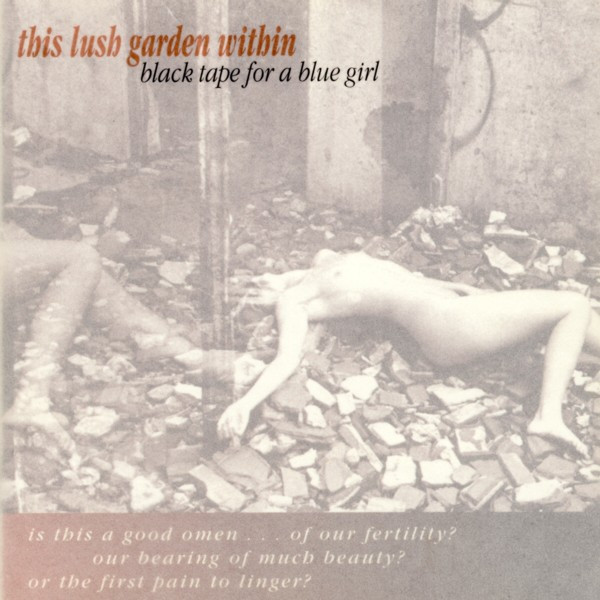 this lush garden within
black tape for a blue girl
is this a good omen . . . of our fertility?
our bearing of much beauty?
or the first pain to linger?